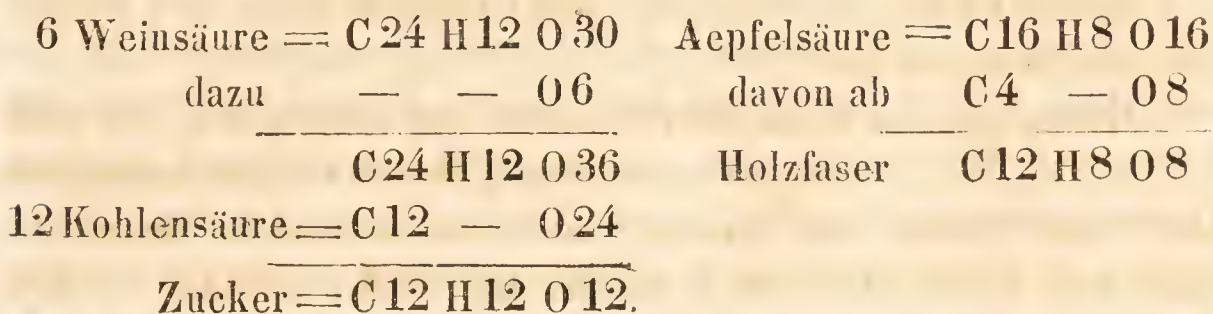 6 Weinsäure = C24 H12 O30
dazu — — O6
C24 H12 O36
12 Kohlensäure = C12 — O24
Zucker = C12 H12 O12.
Aepfelsäure = C16 H8 O16
davon ab C4 — O8
Holzfaser C12 H8 O8